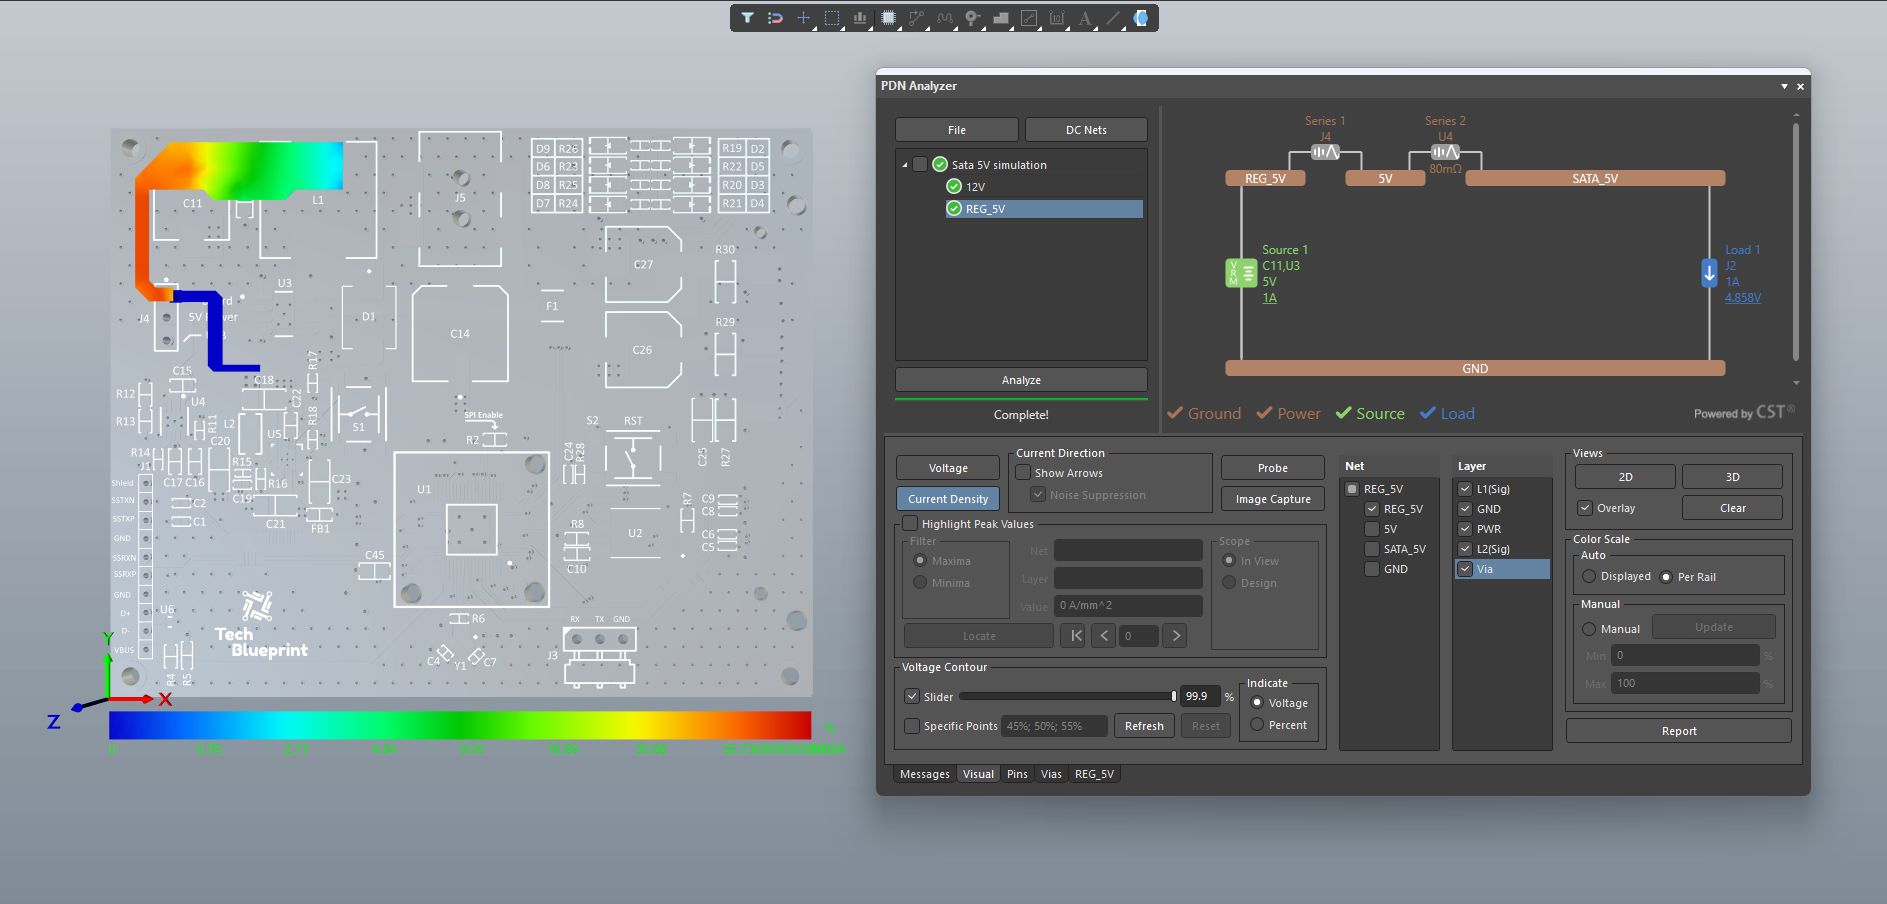 PDN Analyzer
File
DC Nets
Sata 5V simulation
12V
REG_5V
Analyze
Complete!
Series 1
J4
Series 2
U4
80mΩ
REG_5V
5V
SATA_5V
VRM
Source 1
C11,U3
5V
1A
Load 1
J2
1A
4.858V
GND
Ground
Power
Source
Load
Powered by CST®
Voltage
Current Density
Current Direction
Show Arrows
Noise Suppression
Probe
Image Capture
Highlight Peak Values
Filter
Maxima
Minima
Net
Layer
Value
0 A/mm^2
Scope
In View
Design
Locate
0
Voltage Contour
Slider
99.9
%
Specific Points
45%; 50%; 55%
Refresh
Reset
Indicate
Voltage
Percent
Net
REG_5V
REG_5V
5V
SATA_5V
GND
Layer
L1(Sig)
GND
PWR
L2(Sig)
Via
Views
2D
3D
Overlay
Clear
Color Scale
Auto
Displayed
Per Rail
Manual
Manual
Update
Min
0
%
Max
100
%
Report
Messages
Visual
Pins
Vias
REG_5V
D9 R26
D6 R23
D8 R25
D7 R24
R19 D2
R22 D5
R20 D3
R21 D4
C11
L1
J5
C27
R30
U3
J4
5V Power
D1
C14
F1
C26
R29
C15
R12
U4
R13
R11
C18
R17
C22
R18
L2
U5
S1
C20
R14
J1
C17
C16
R15
C19
R16
C23
C21
FB1
SPI Enable
R2
S2
RST
C24
R28
C25
R27
Shield
SSTXN
SSTXP
GND
SSRXN
SSRXP
GND
D+
D-
VBUS
C2
C1
C45
U1
R8
C10
U2
R7
C9
C8
C6
C5
U6
R4
R5
Tech
Blueprint
R6
C4
Y1
C7
RX TX GND
J3
Y
X
Z